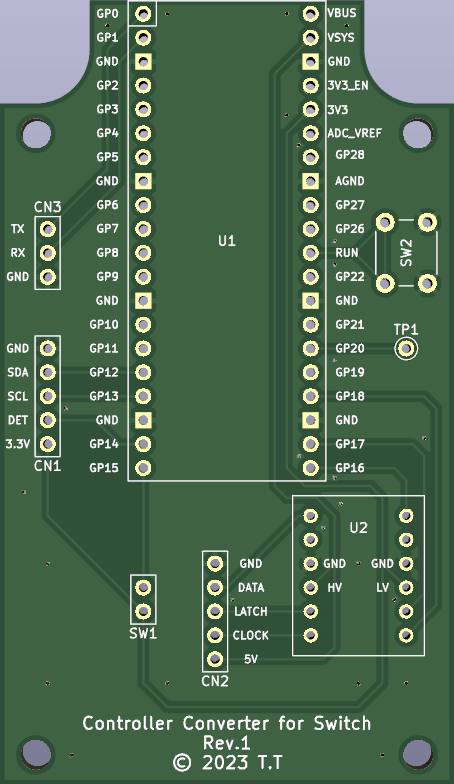 GP0 VBUS
GP1 VSYS
GND GND
GP2 3V3_EN
GP3 3V3
GP4 ADC_VREF
GP5 GP28
GND AGND
GP6 GP27
CN3
TX GP7 GP26
U1
RX GP8 RUN SW2
GND GP9 GP22
GND GND
GP10 GP21
TP1
GND GP11 GP20
SDA GP12 GP19
SCL GP13 GP18
DET GND GND
3.3V GP14 GP17
CN1 GP15 GP16
U2
GND GND GND
DATA HV LV
LATCH
SW1 CLOCK
5V
CN2
Controller Converter for Switch
Rev.1
© 2023 T.T